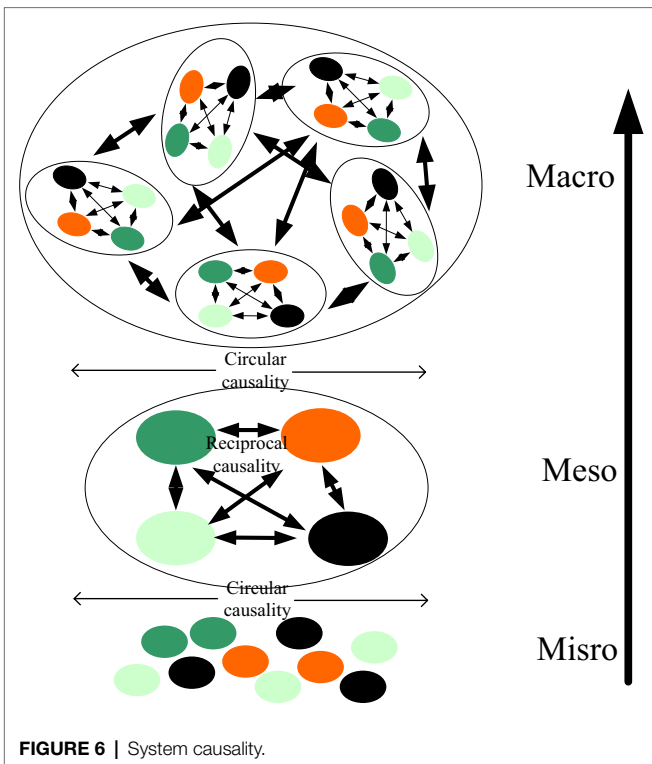 Macro
Circular
causality
Reciprocal
causality
Meso
Circular
causality
Misro
FIGURE 6 | System causality.